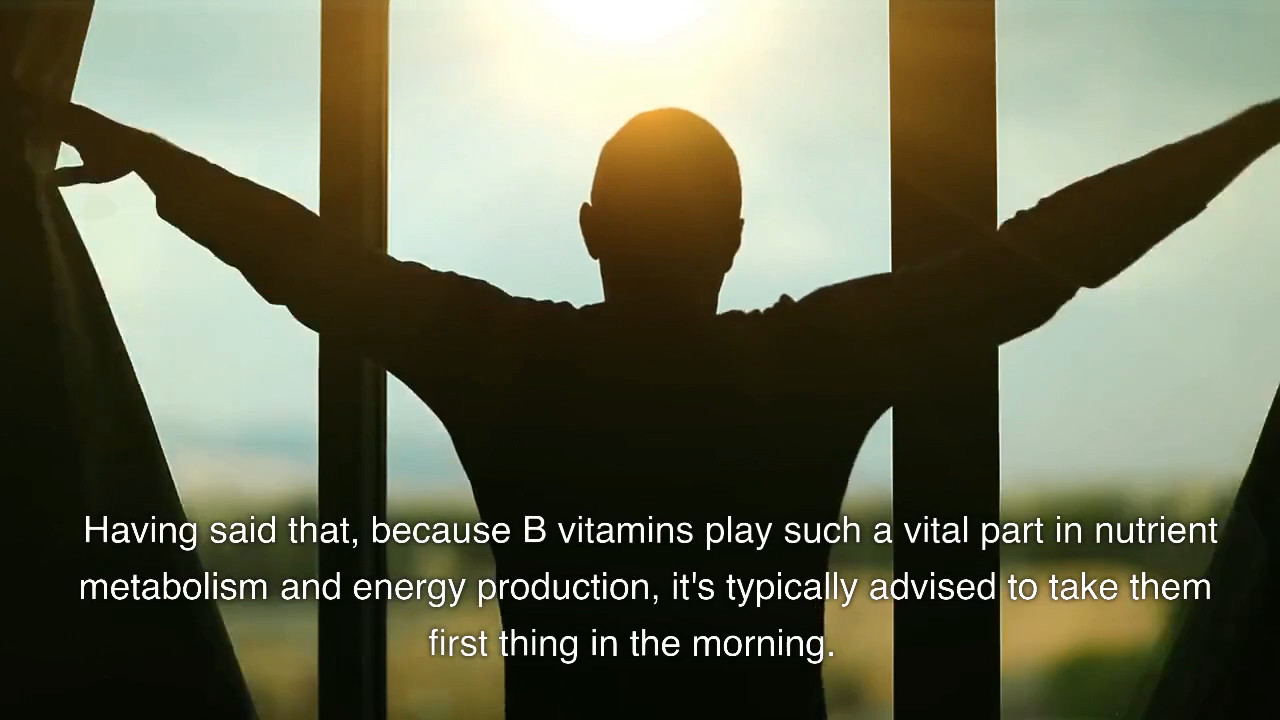 Having said that, because B vitamins play such a vital part in nutrient
metabolism and energy production, it's typically advised to take them
first thing in the morning.